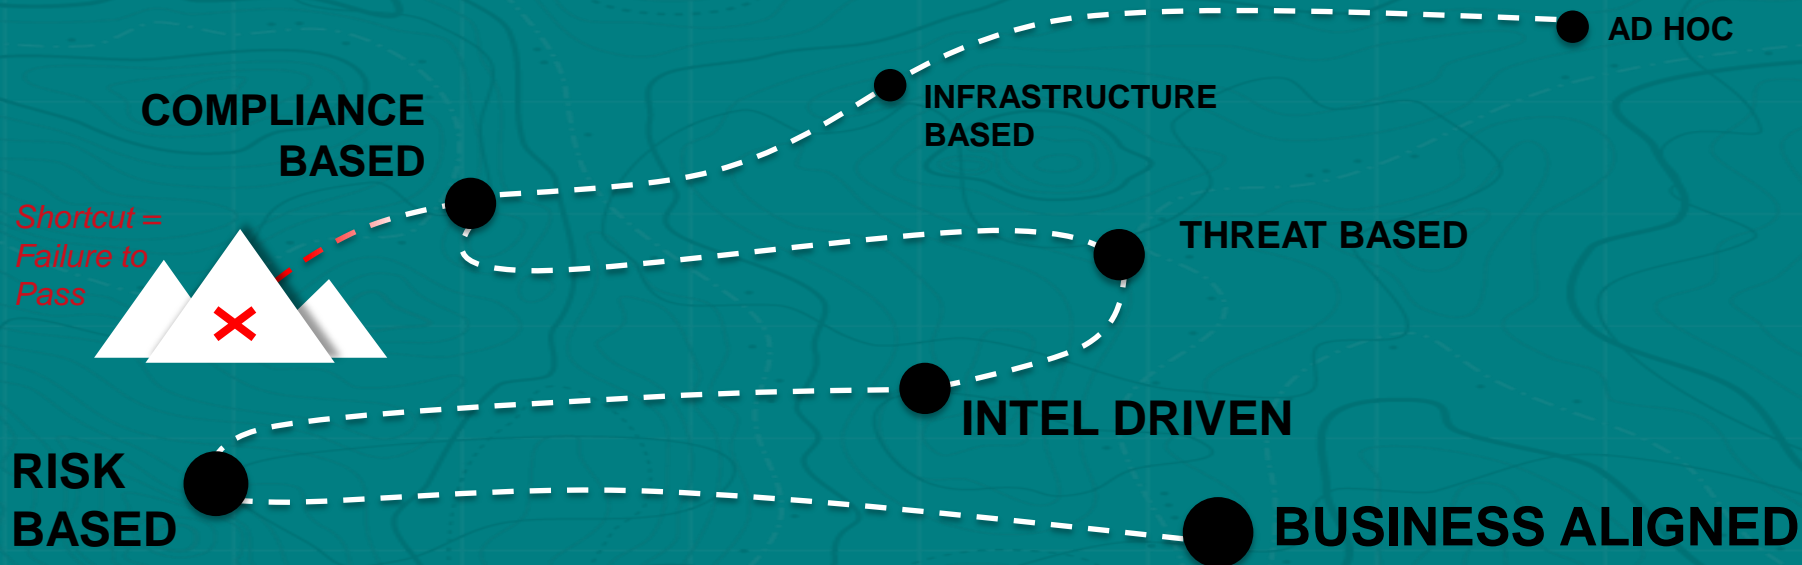 AD HOC
INFRASTRUCTURE
BASED
COMPLIANCE
BASED
Shortcut =
Failure to
Pass
THREAT BASED
INTEL DRIVEN
RISK
BASED
BUSINESS ALIGNED